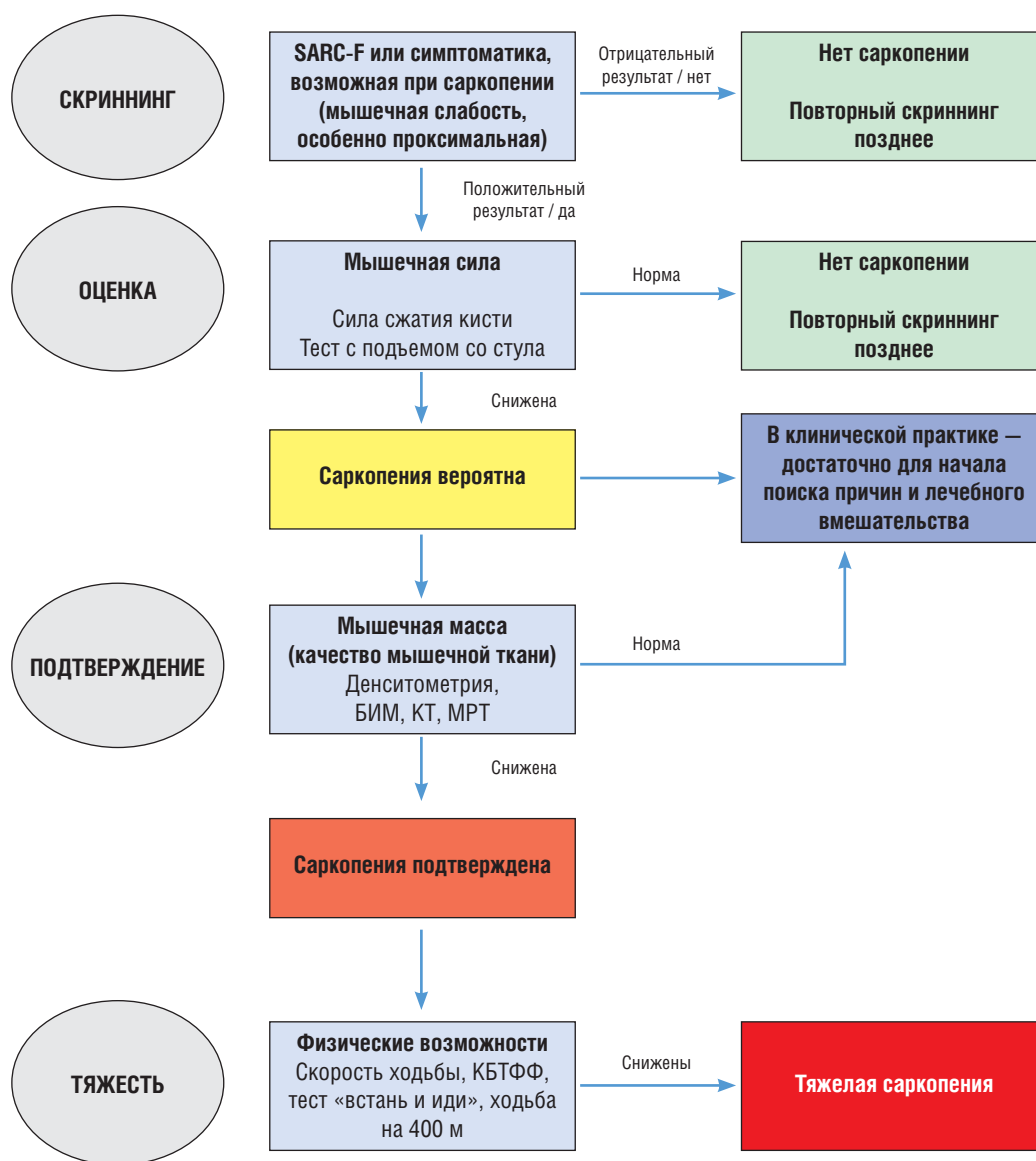 СКРИННИНГ
SARC-F или симптоматика,
возможная при саркопении
(мышечная слабость,
особенно проксимальная)
Отрицательный
результат / нет
Нет саркопении
Повторный скриннинг
позднее
Положительный
результат / да
ОЦЕНКА
Мышечная сила
Сила сжатия кисти
Тест с подъемом со стула
Норма
Нет саркопении
Повторный скриннинг
позднее
Снижена
Саркопения вероятна
В клинической практике —
достаточно для начала
поиска причин и лечебного
вмешательства
ПОДТВЕРЖДЕНИЕ
Мышечная масса
(качество мышечной ткани)
Денситометрия,
БИМ, КТ, МРТ
Норма
Снижена
Саркопения подтверждена
ТЯЖЕСТЬ
Физические возможности
Скорость ходьбы, КБТФФ,
тест «встань и иди», ходьба
на 400 м
Снижены
Тяжелая саркопения